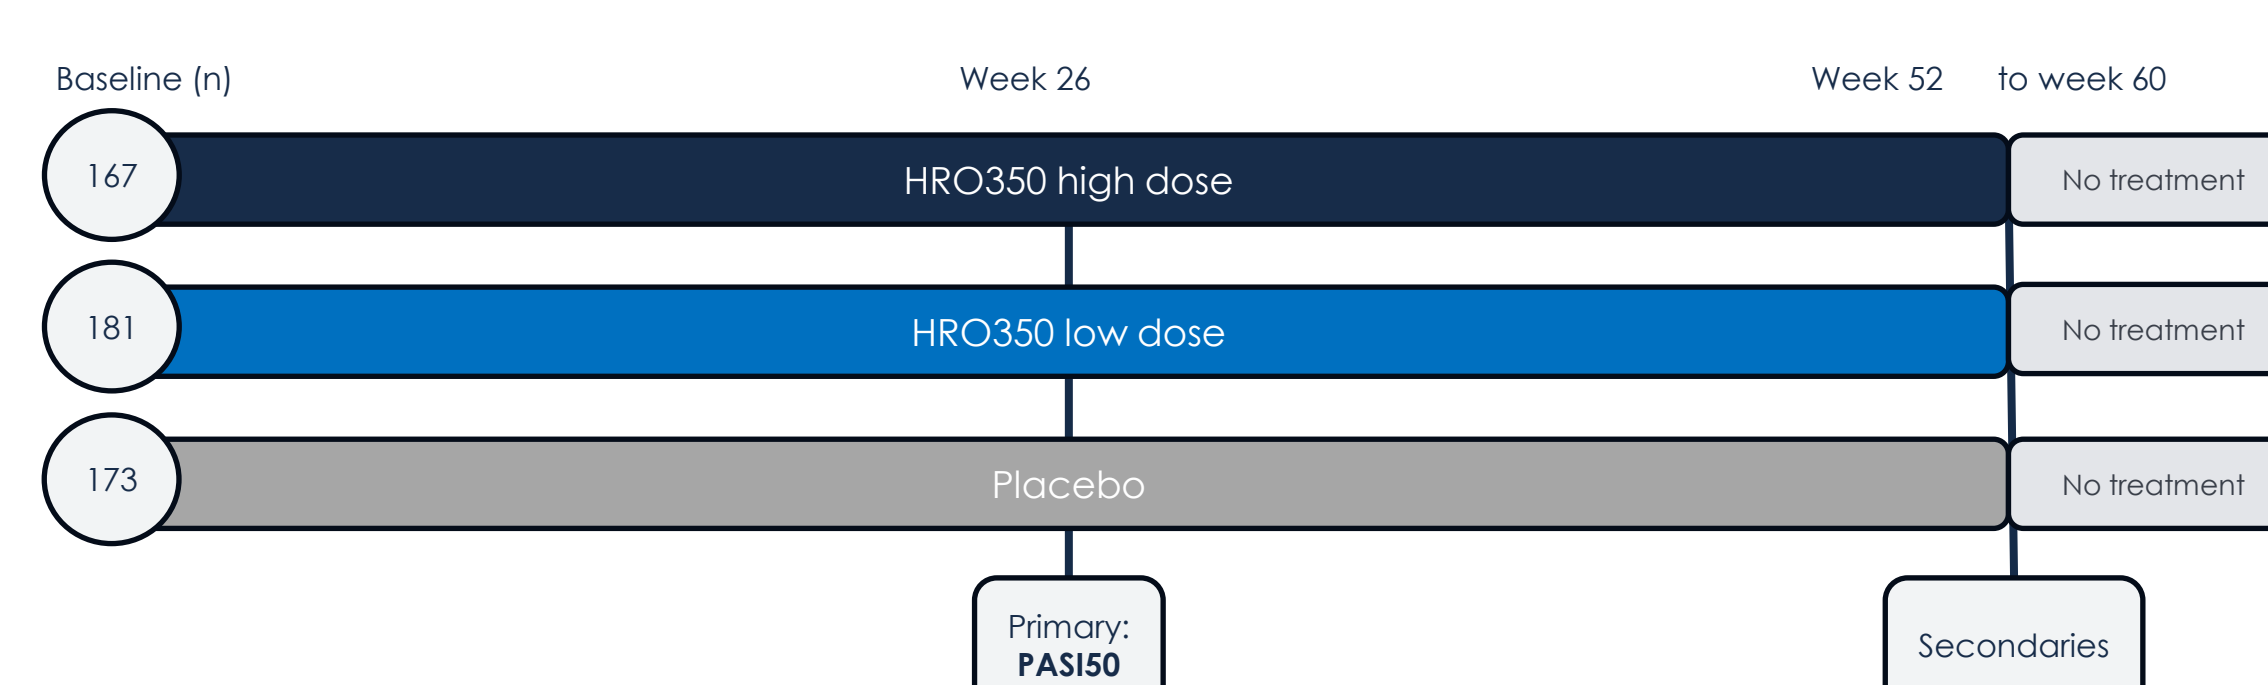 Baseline (n)
Week 26
Week 52
to week 60
167
HRO350 high dose
No treatment
181
HRO350 low dose
No treatment
173
Placebo
No treatment
Primary:
PASI50
Secondaries